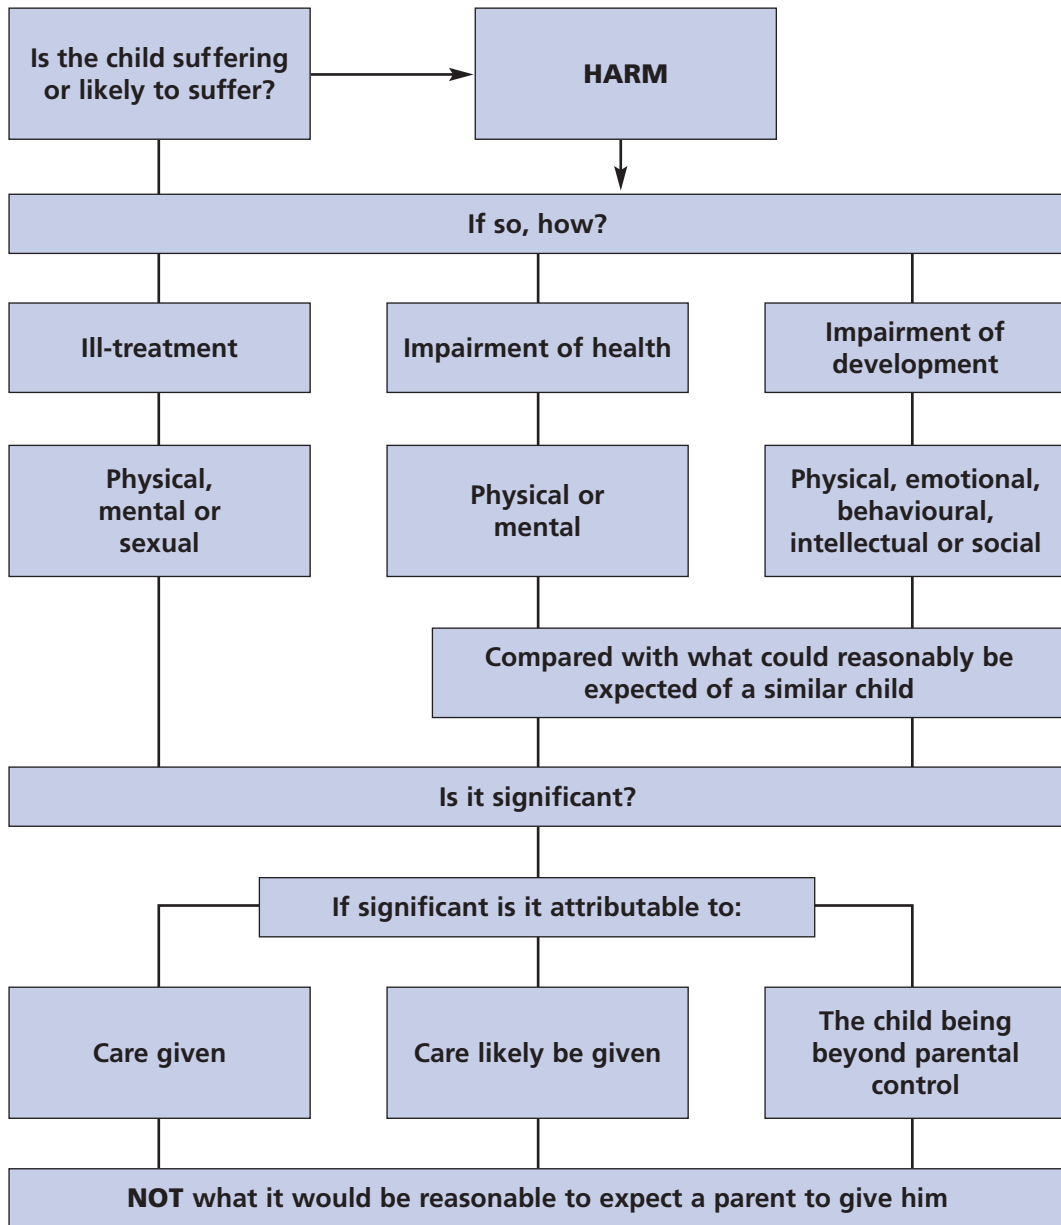 Is the child suffering
or likely to suffer?
HARM
If so, how?
Ill-treatment
Impairment of health
Impairment of
development
Physical,
mental or
sexual
Physical or
mental
Physical, emotional,
behavioural,
intellectual or social
Compared with what could reasonably be
expected of a similar child
Is it significant?
If significant is it attributable to:
Care given
Care likely be given
The child being
beyond parental
control
NOT what it would be reasonable to expect a parent to give him